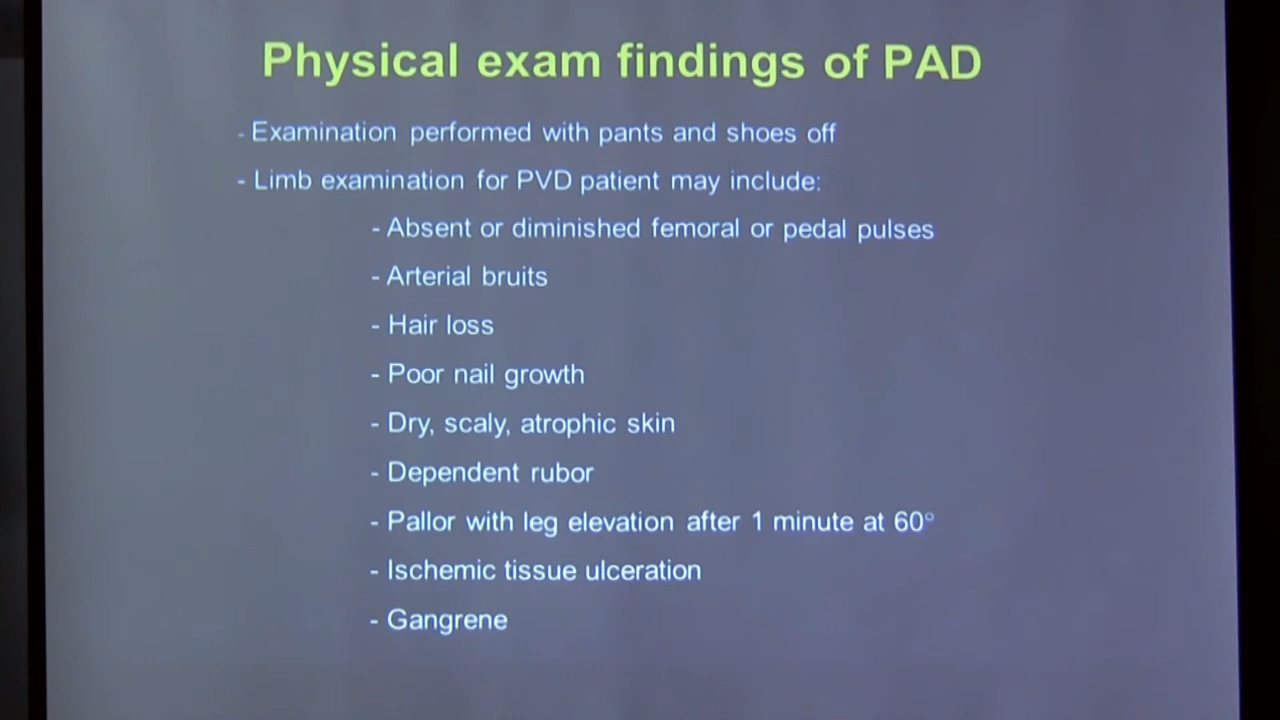 Physical exam findings of PAD
- Examination performed with pants and shoes off
- Limb examination for PVD patient may include:
- Absent or diminished femoral or pedal pulses
- Arterial bruits
- Hair loss
- Poor nail growth
- Dry, scaly, atrophic skin
- Dependent rubor
- Pallor with leg elevation after 1 minute at 60°
- Ischemic tissue ulceration
- Gangrene